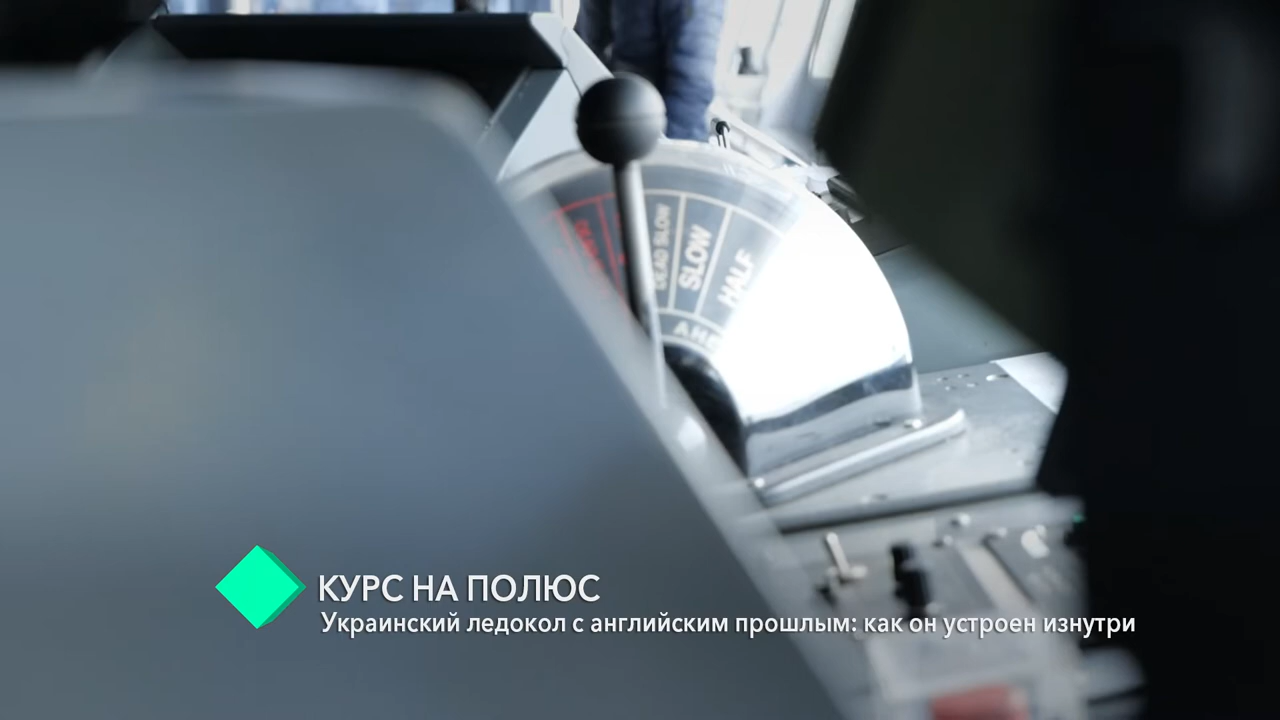 DEAD SLOW
SLOW
HALF
КУРС НА ПОЛЮС
Украинский ледокол с английским прошлым: как он устроен изнутри